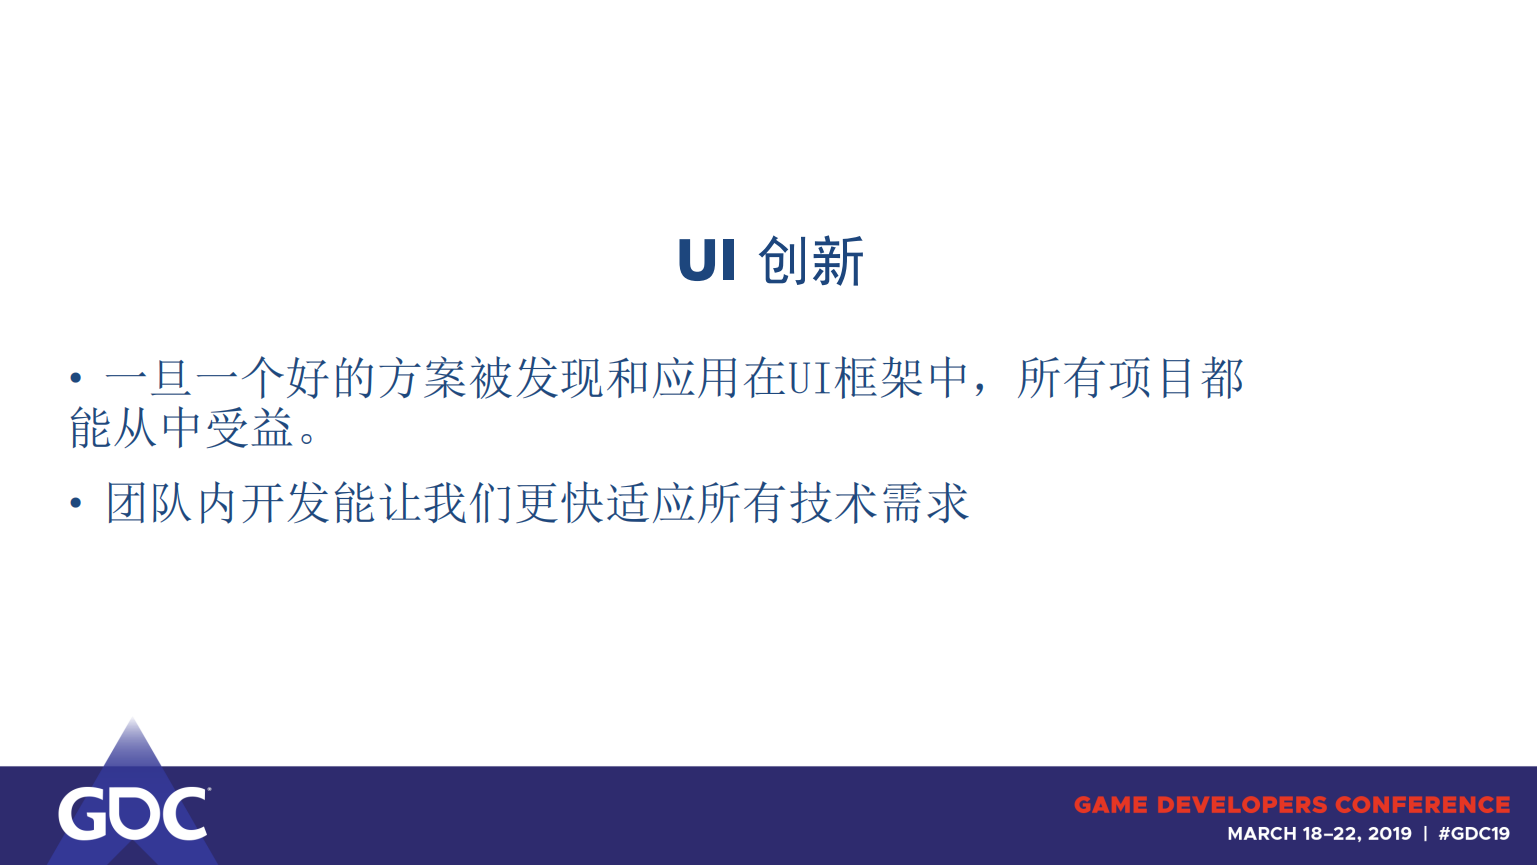 UI 创新
• 一旦一个好的方案被发现和应用在UI框架中，所有项目都
能从中受益。
• 团队内开发能让我们更快适应所有技术需求
GDC
GAME DEVELOPERS CONFERENCE
MARCH 18–22, 2019 | #GDC19